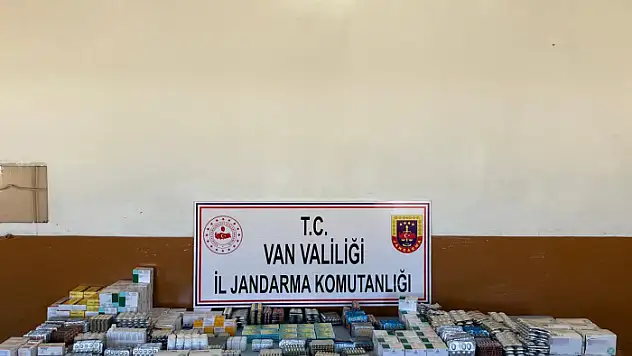 T.C.
VAN VALİLİĞİ
İL JANDARMA KOMUTANLIĞI